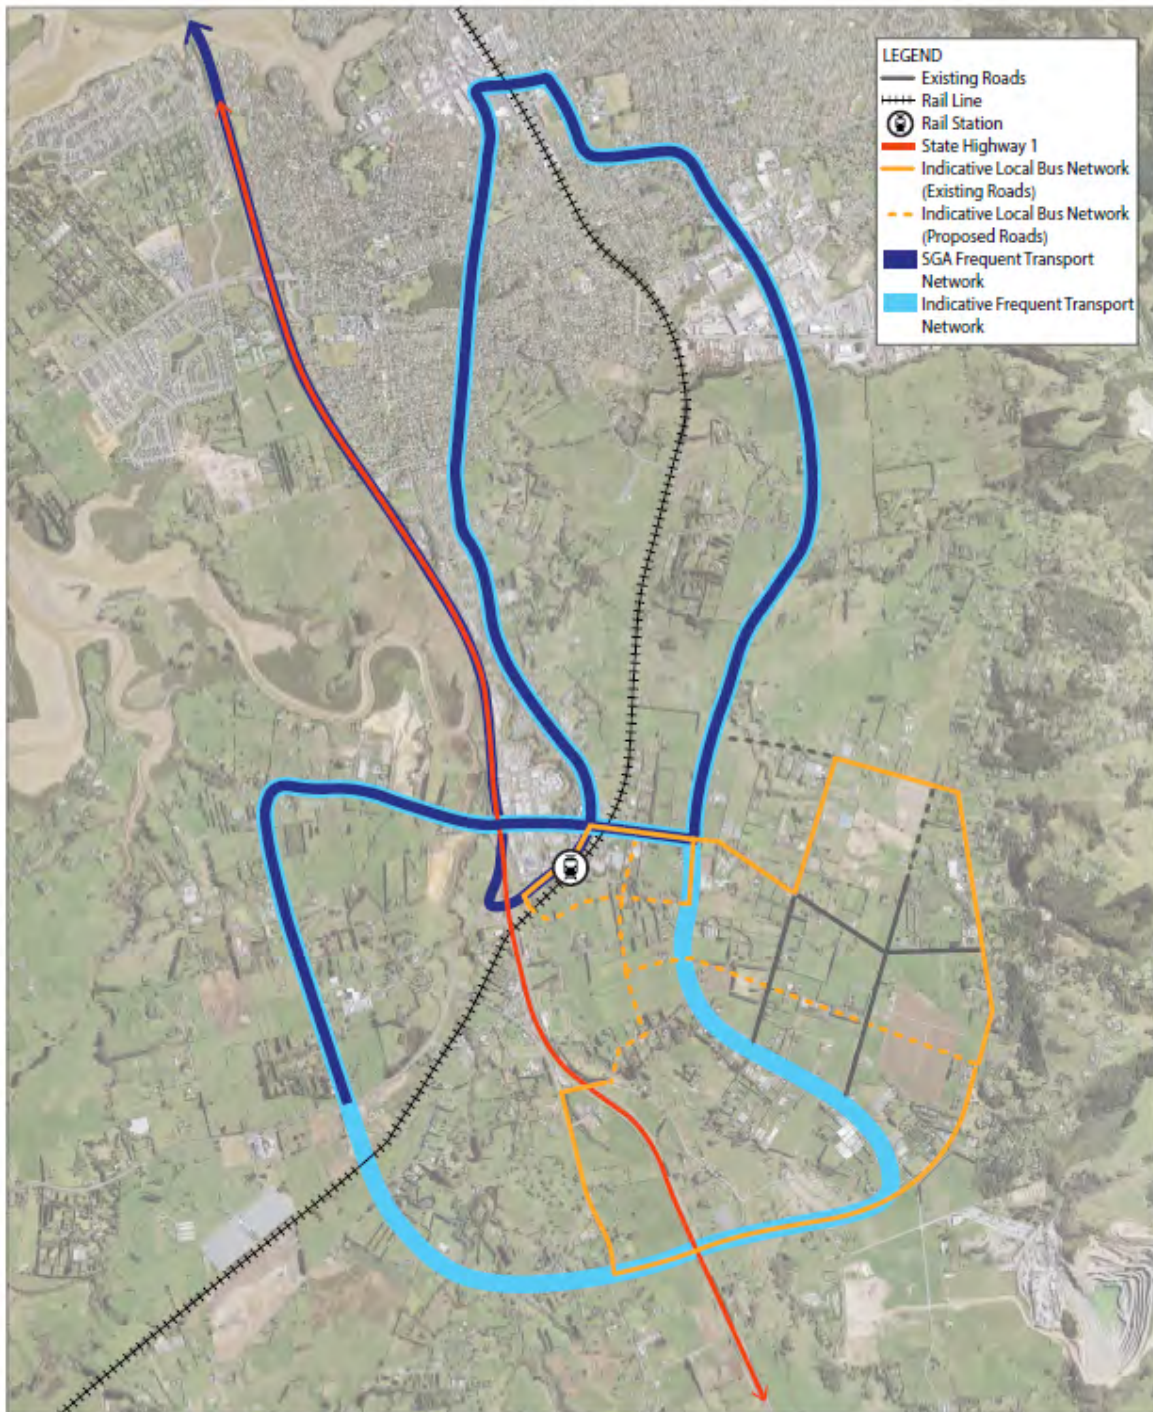 LEGEND
Existing Roads
Rail Line
Rail Station
State Highway 1
Indicative Local Bus Network
(Existing Roads)
Indicative Local Bus Network
(Proposed Roads)
SGA Frequent Transport
Network
Indicative Frequent Transport
Network